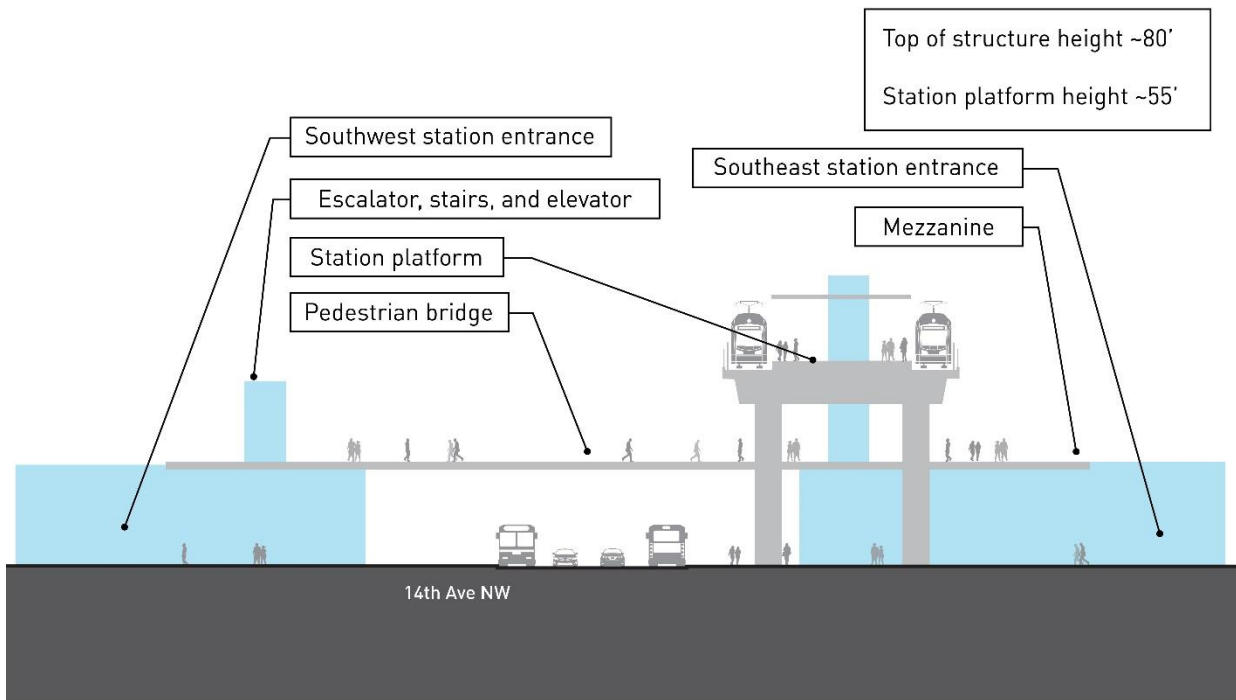 Top of structure height ~80'
Station platform height ~55'
Southwest station entrance
Southeast station entrance
Escalator, stairs, and elevator
Mezzanine
Station platform
Pedestrian bridge
14th Ave NW